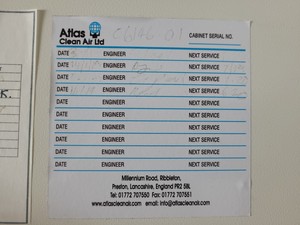 Atlas
Clean Air Ltd
CABINET SERIAL NO.
DATE ENGINEER NEXT SERVICE
DATE ENGINEER NEXT SERVICE
DATE ENGINEER NEXT SERVICE
DATE ENGINEER NEXT SERVICE
DATE ENGINEER NEXT SERVICE
DATE ENGINEER NEXT SERVICE
DATE ENGINEER NEXT SERVICE
DATE ENGINEER NEXT SERVICE
DATE ENGINEER NEXT SERVICE
DATE ENGINEER NEXT SERVICE
Millennium Road, Ribbleton,
Preston, Lancashire, England PR2 5BL
Tel: 01772 707550 Fax: 01772 707551
www.atlascleanair.com email: info@atlascleanair.com